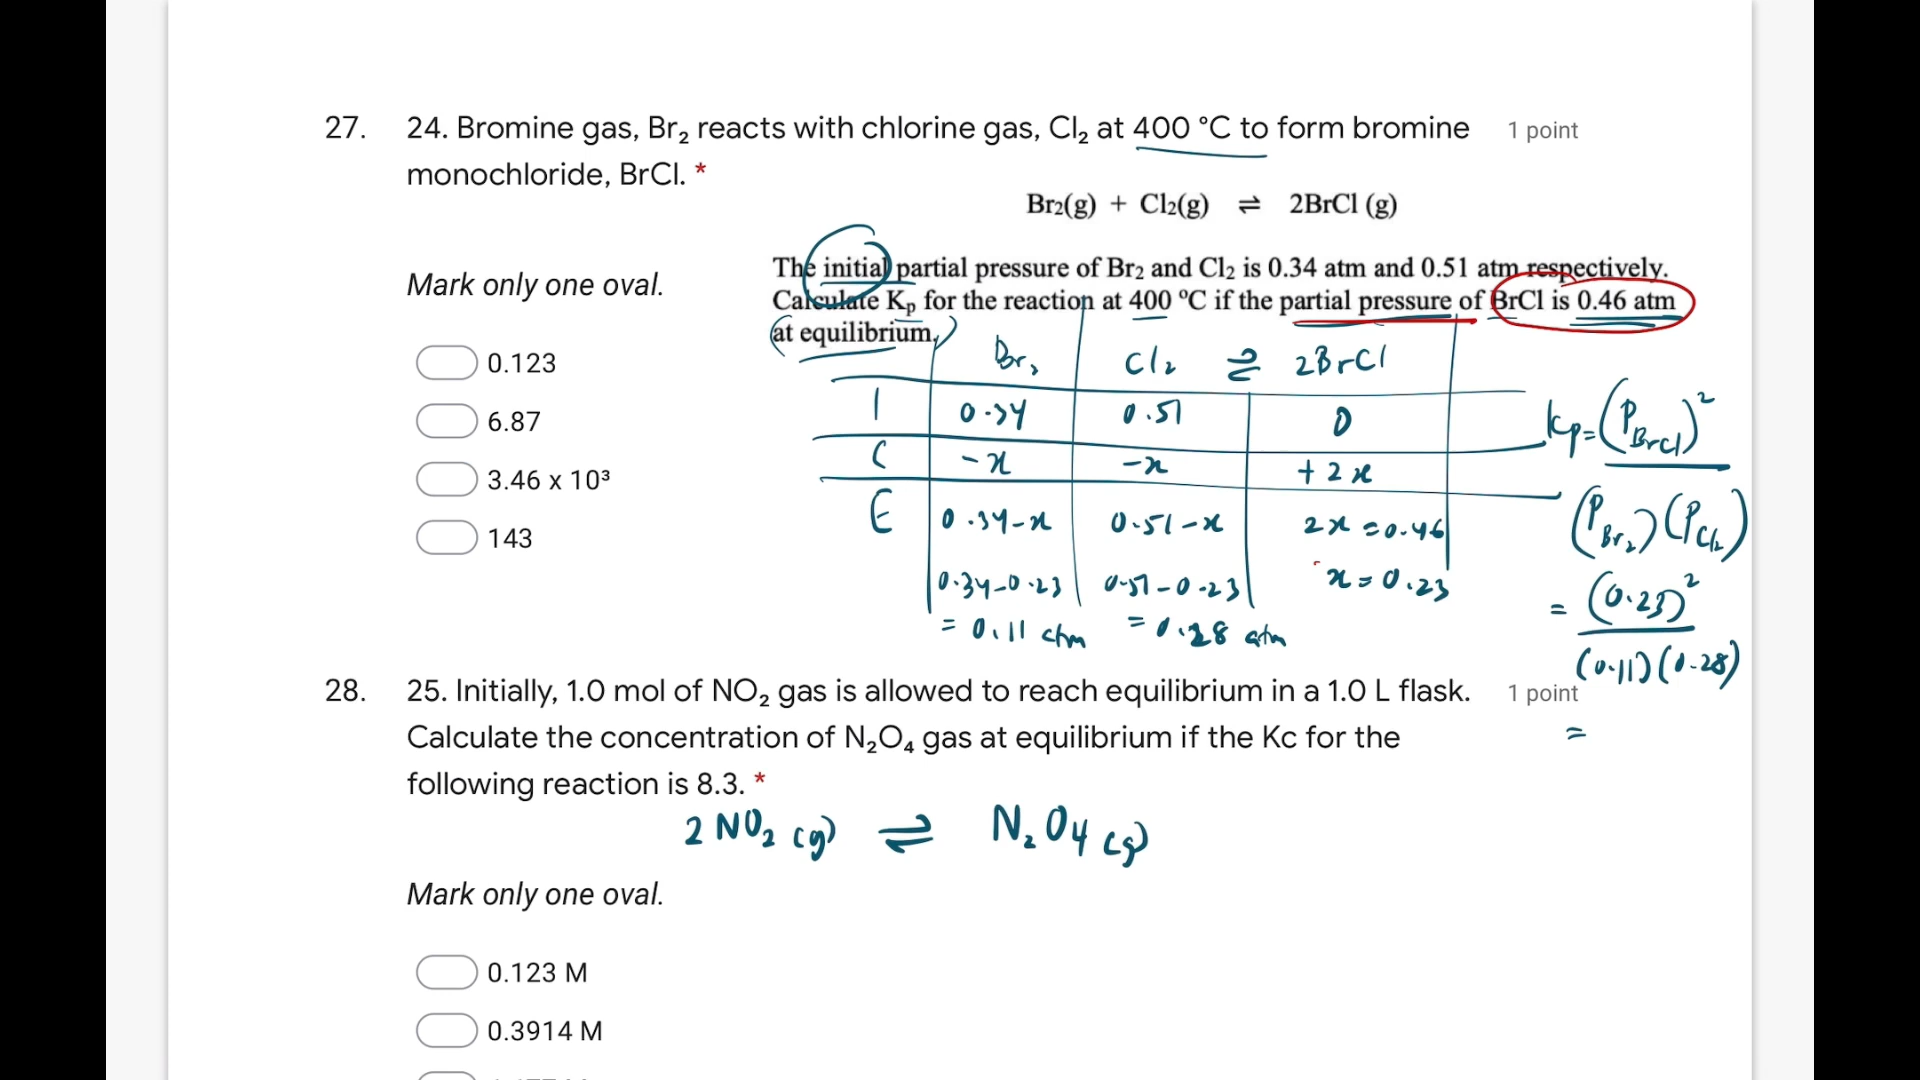 27. 24. Bromine gas, Br₂ reacts with chlorine gas, Cl₂ at 400 °C to form bromine 1 point
monochloride, BrCl. *
Br₂(g) + Cl₂(g) ⇌ 2BrCl (g)
The initial partial pressure of Br₂ and Cl₂ is 0.34 atm and 0.51 atm respectively.
Mark only one oval.
Calculate Kp for the reaction at 400 °C if the partial pressure of BrCl is 0.46 atm
at equilibrium.
Br₂ Cl₂ ⇌ 2BrCl
0.123
I 0.34 0.51 0
Kp = (P BrCl)²
6.87
C -x -x +2x
3.46 x 10³
E 0.34-x 0.51-x 2x = 0.46
(P Br₂) (P Cl₂)
143
0.34-0.23 0.51-0.23 x = 0.23
= (0.23)²
= 0.11 atm = 0.28 atm
(0.11) (0.28)
28. 25. Initially, 1.0 mol of NO₂ gas is allowed to reach equilibrium in a 1.0 L flask. 1 point
Calculate the concentration of N₂O₄ gas at equilibrium if the Kc for the
=
following reaction is 8.3. *
2 NO₂ (g) ⇌ N₂O₄ (g)
Mark only one oval.
0.123 M
0.3914 M